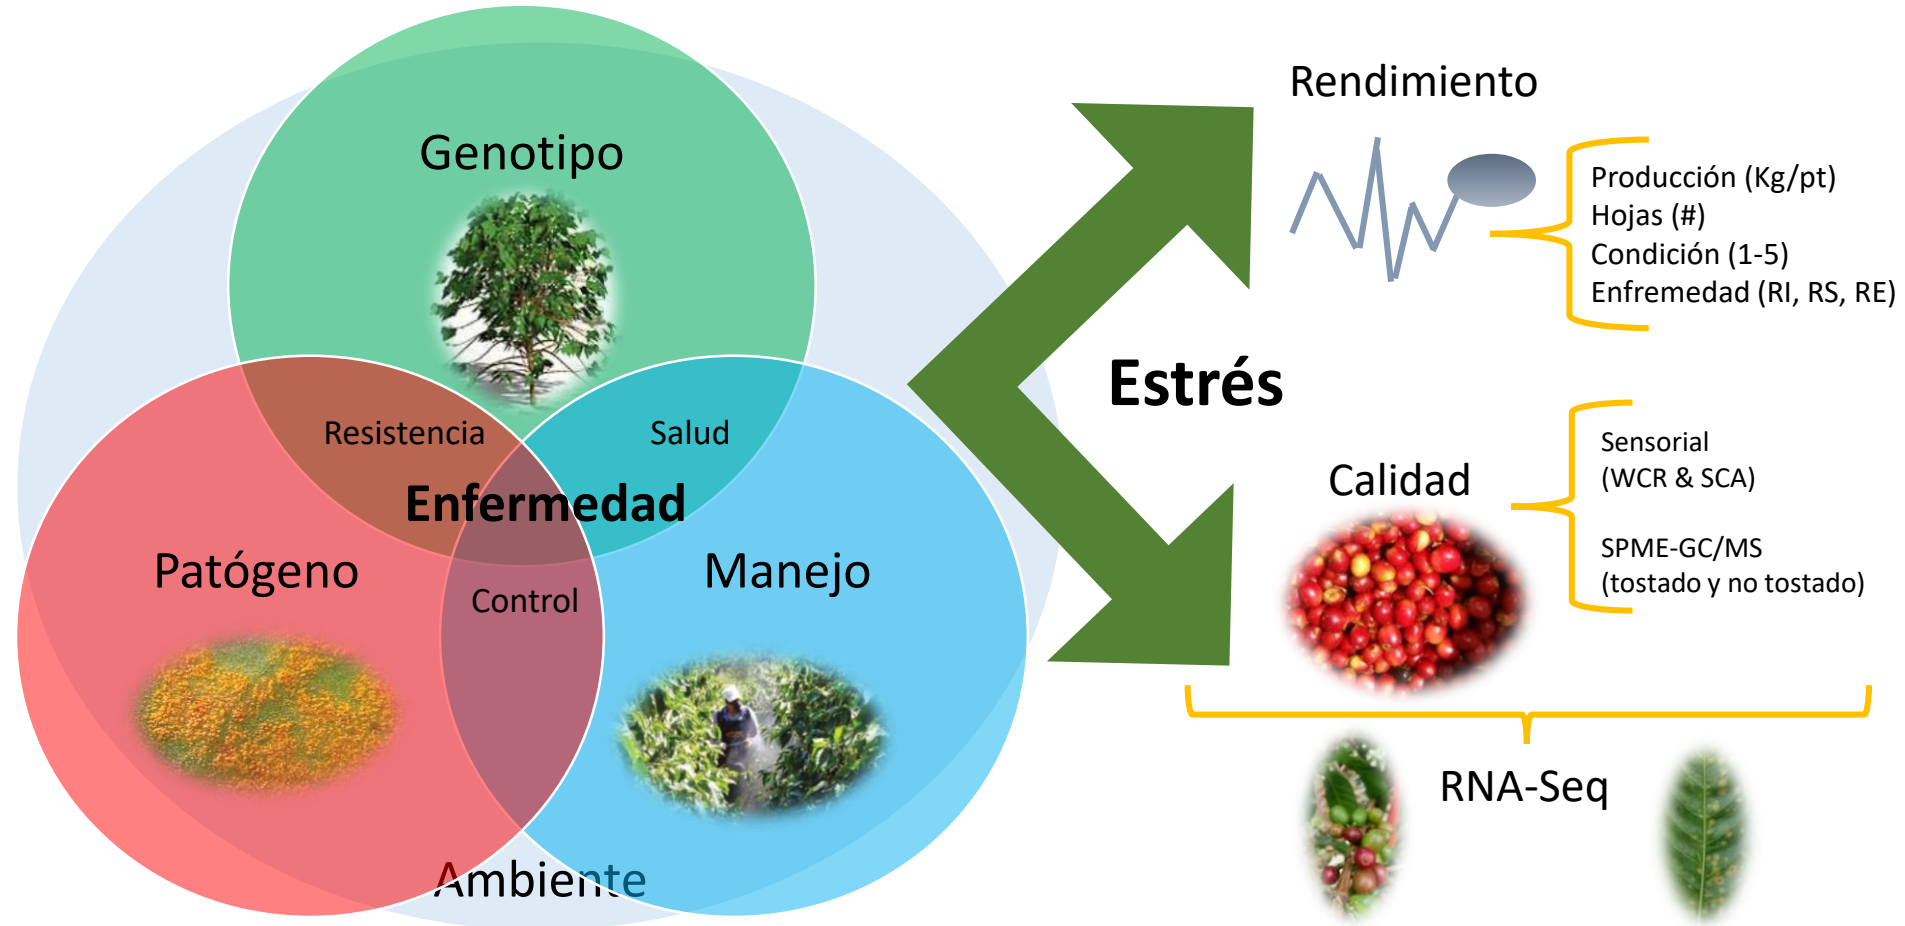 Genotipo
Resistencia
Salud
Enfermedad
Patógeno
Manejo
Control
Ambiente
Estrés
Rendimiento
Producción (Kg/pt)
Hojas (#)
Condición (1-5)
Enfremedad (RI, RS, RE)
Calidad
Sensorial
(WCR & SCA)
SPME-GC/MS
(tostado y no tostado)
RNA-Seq